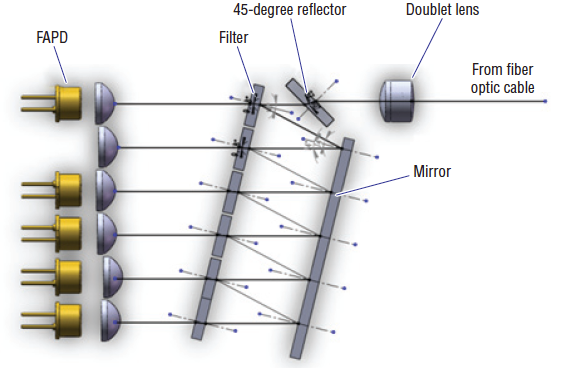 45-degree reflector
Doublet lens
FAPD
Filter
From fiber
optic cable
Mirror